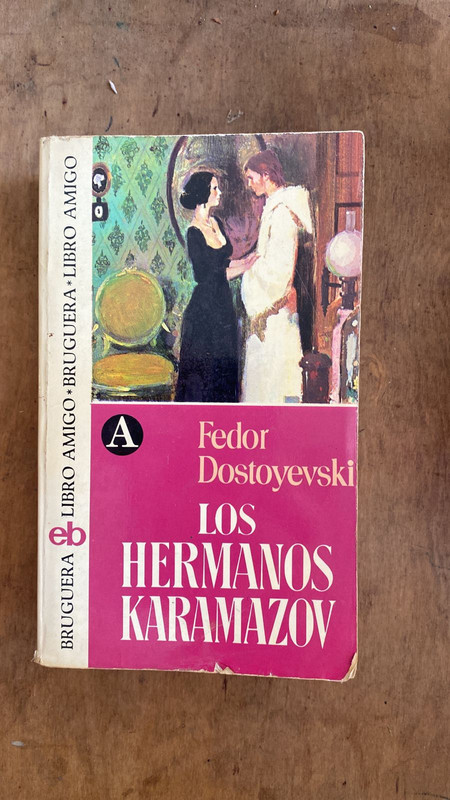 BRUGUERA eb LIBRO AMIGO*BRUGUERA*LIBRO AMIGO
A
Fedor
Dostoyevski
LOS
HERMANOS
KARAMAZOV